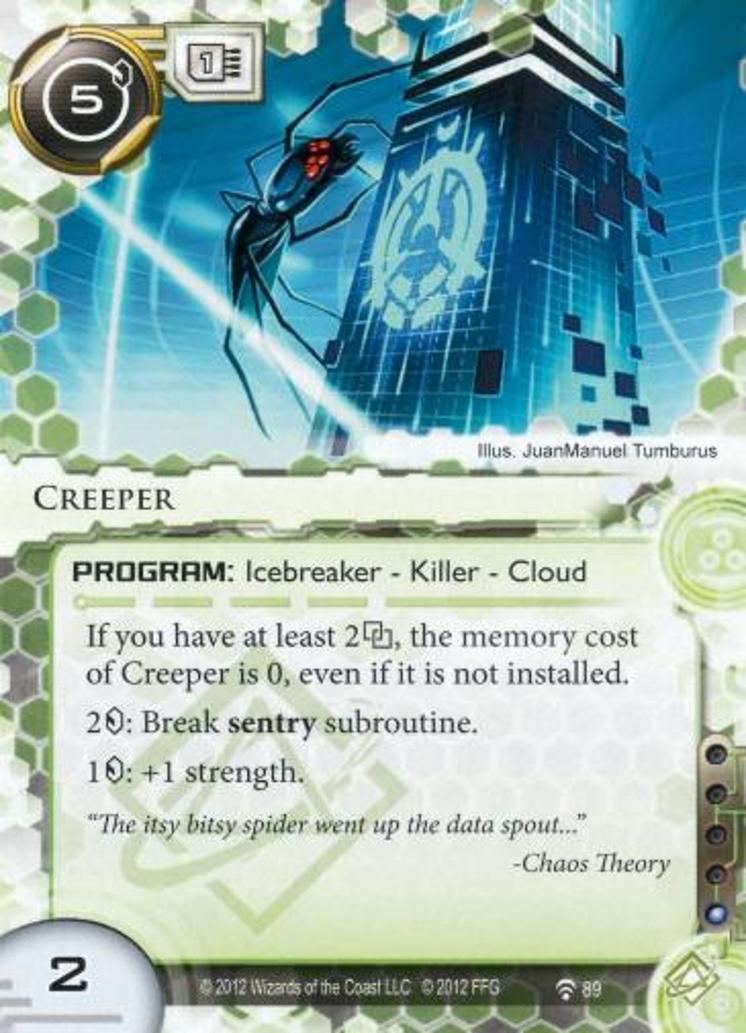 5
1
Illus. JuanManuel Tumburus
CREEPER
PROGRAM: Icebreaker - Killer - Cloud
If you have at least 2, the memory cost
of Creeper is 0, even if it is not installed.
2: Break sentry subroutine.
1: +1 strength.
“The itsy bitsy spider went up the data spout...”
-Chaos Theory
2
© 2012 Wizards of the Coast LLC © 2012 FFG 89